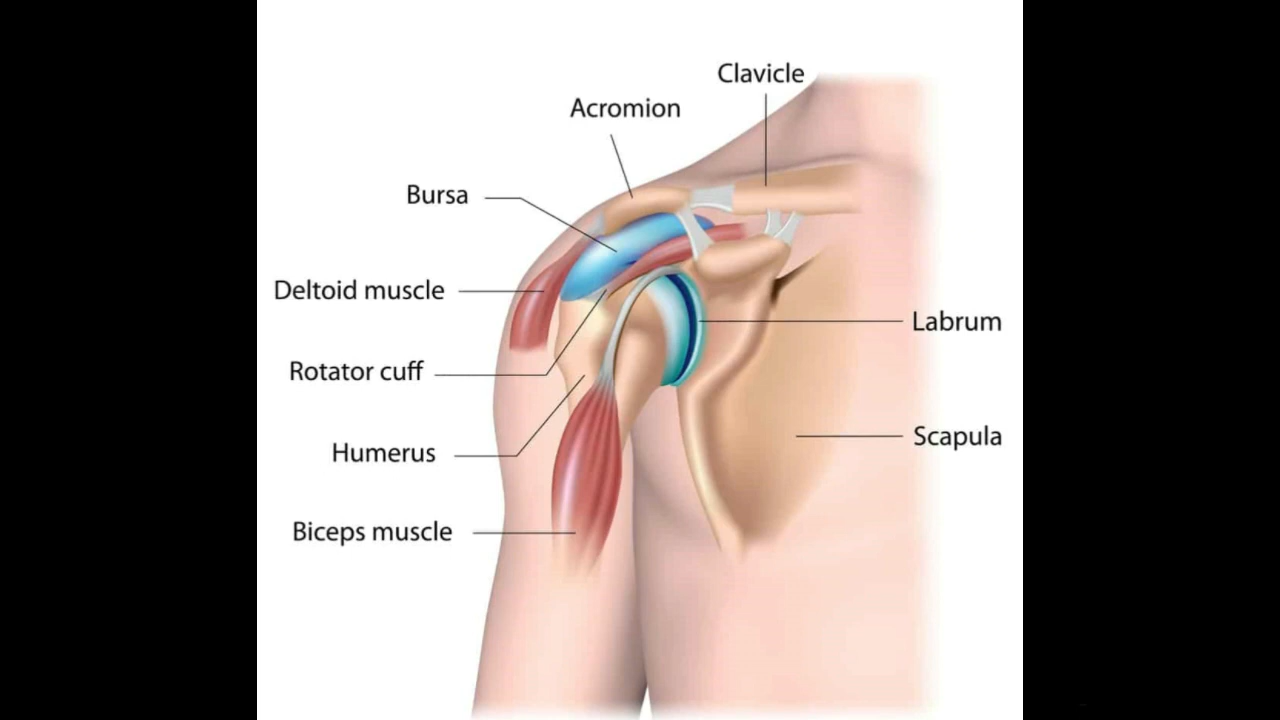 Clavicle
Acromion
Bursa
Deltoid muscle
Labrum
Rotator cuff
Scapula
Humerus
Biceps muscle